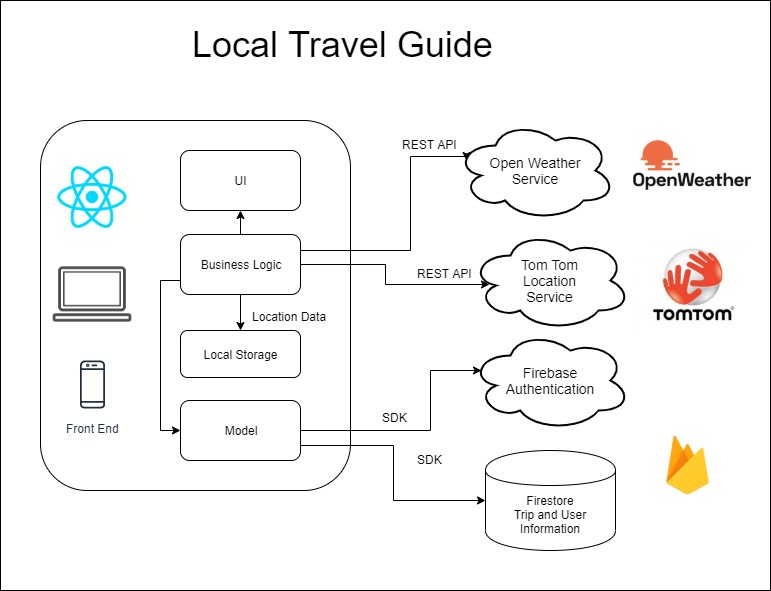 Local Travel Guide
REST API
UI
Open Weather
Service
OpenWeather
Business Logic
REST API
Tom Tom
Location
Service
TOMTOM®
Location Data
Local Storage
Front End
Model
SDK
Firebase
Authentication
SDK
Firestore
Trip and User
Information